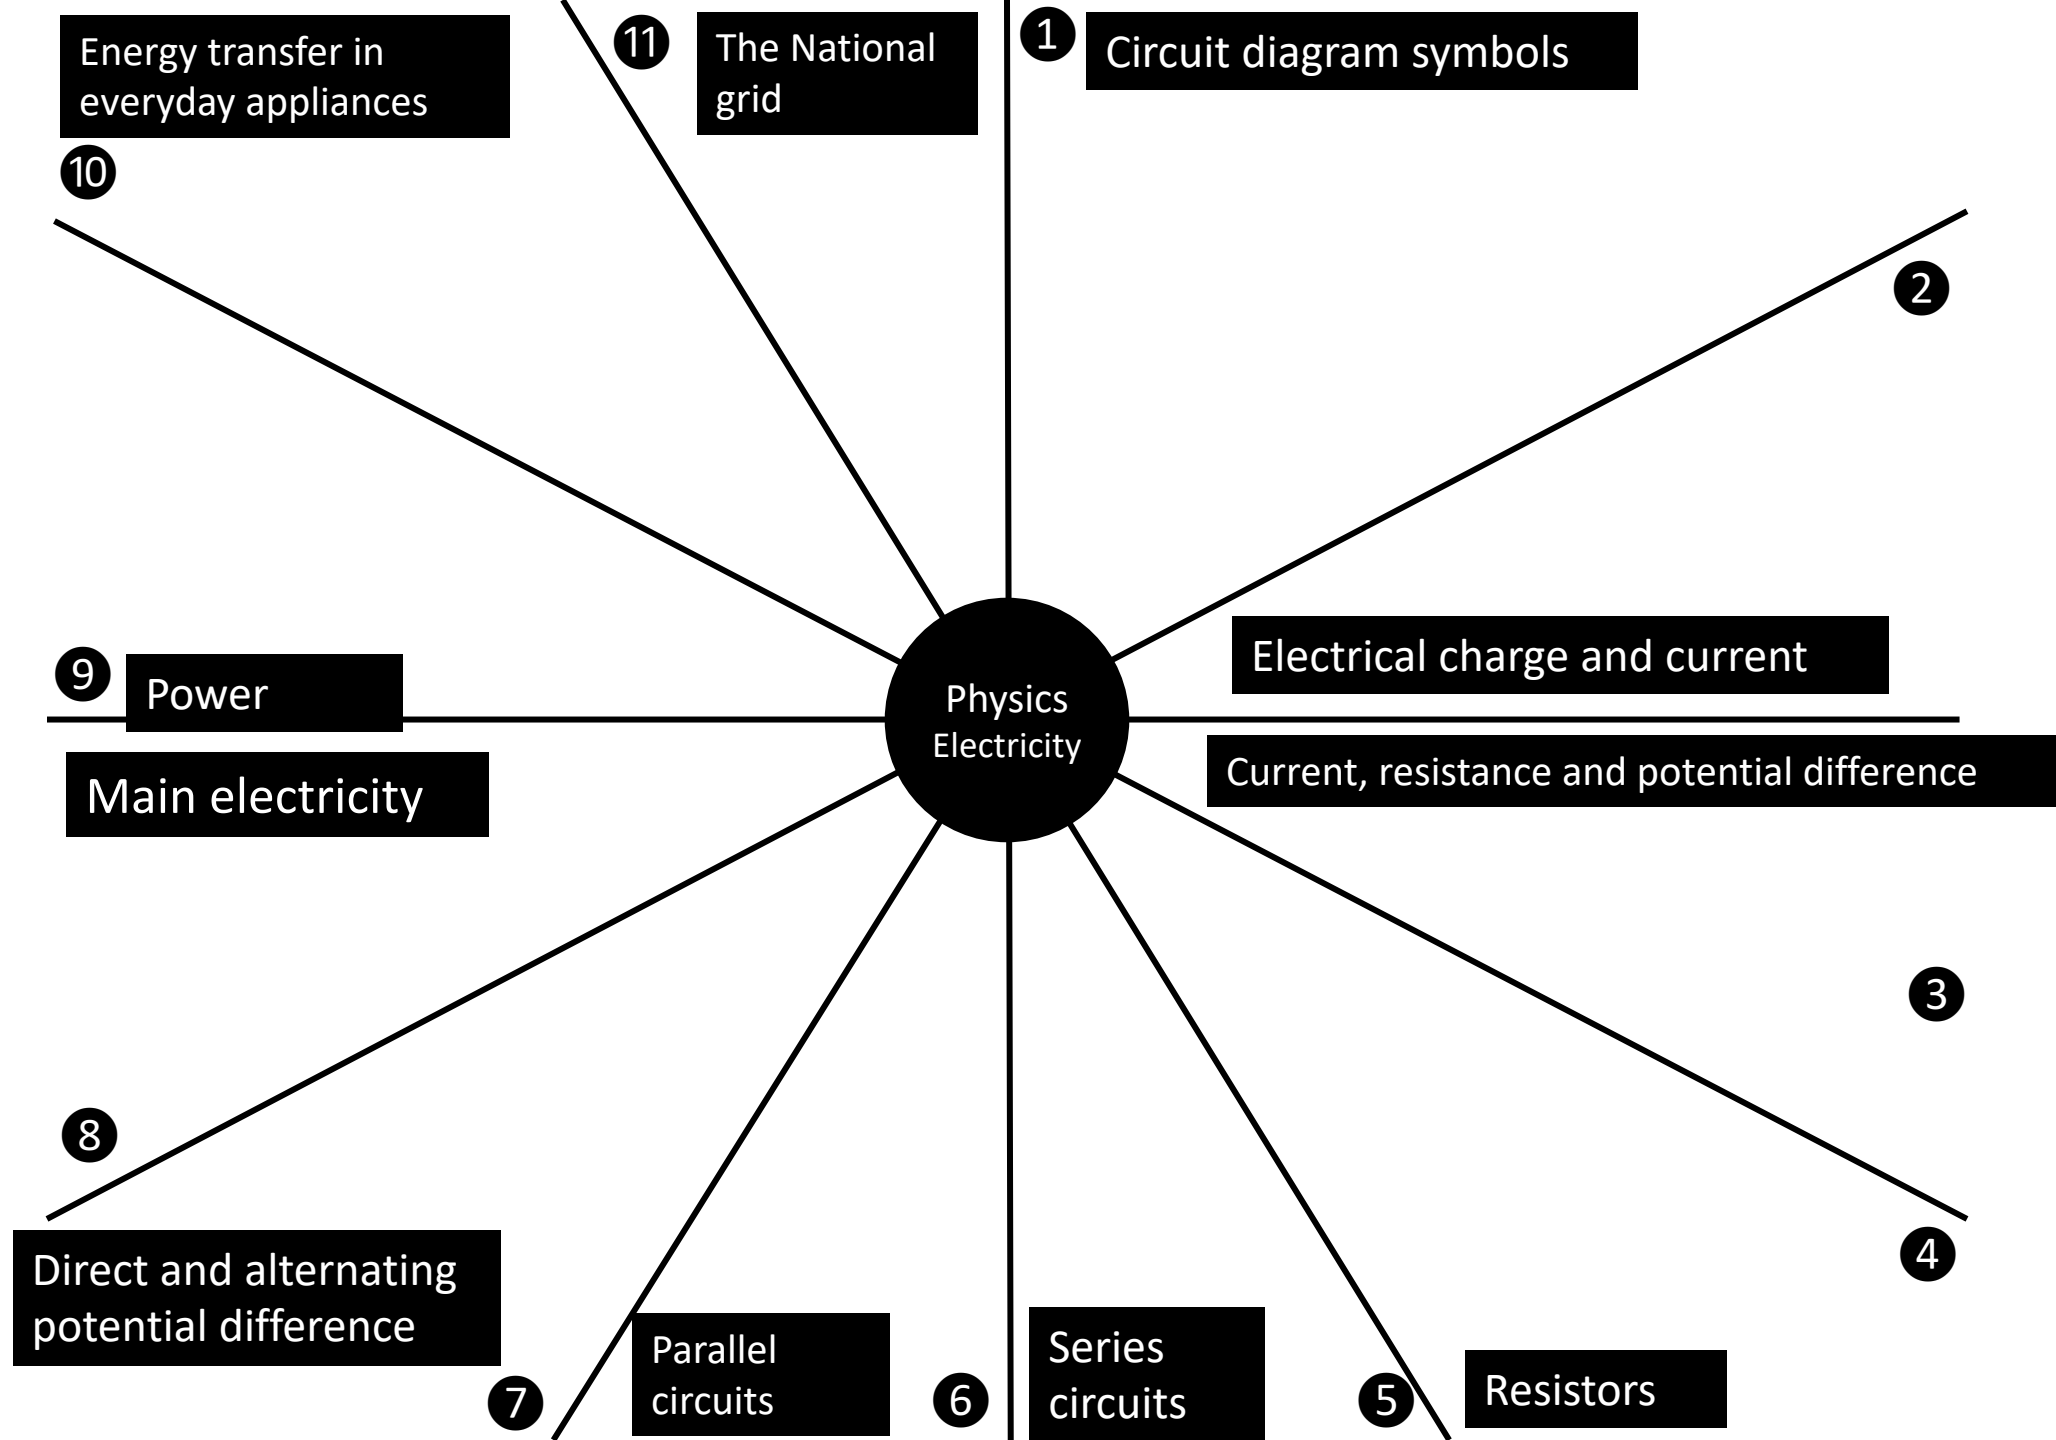 Energy transfer in
everyday appliances
10
11
The National
grid
1
Circuit diagram symbols
2
Electrical charge and current
9
Power
Physics
Electricity
Main electricity
Current, resistance and potential difference
3
8
4
Direct and alternating
potential difference
7
Parallel
circuits
6
Series
circuits
5
Resistors